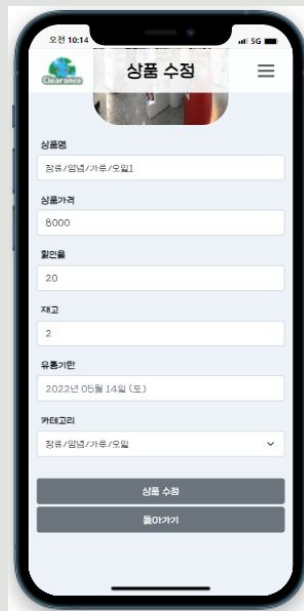 오전 10:14
5G
Clearance
상품 수정
상품명
장류/양념/가루/오일1
상품가격
8000
할인율
20
재고
2
유통기한
2022년 05월 14일 (토)
카테고리
장류/양념/가루/오일
상품 수정
돌아가기